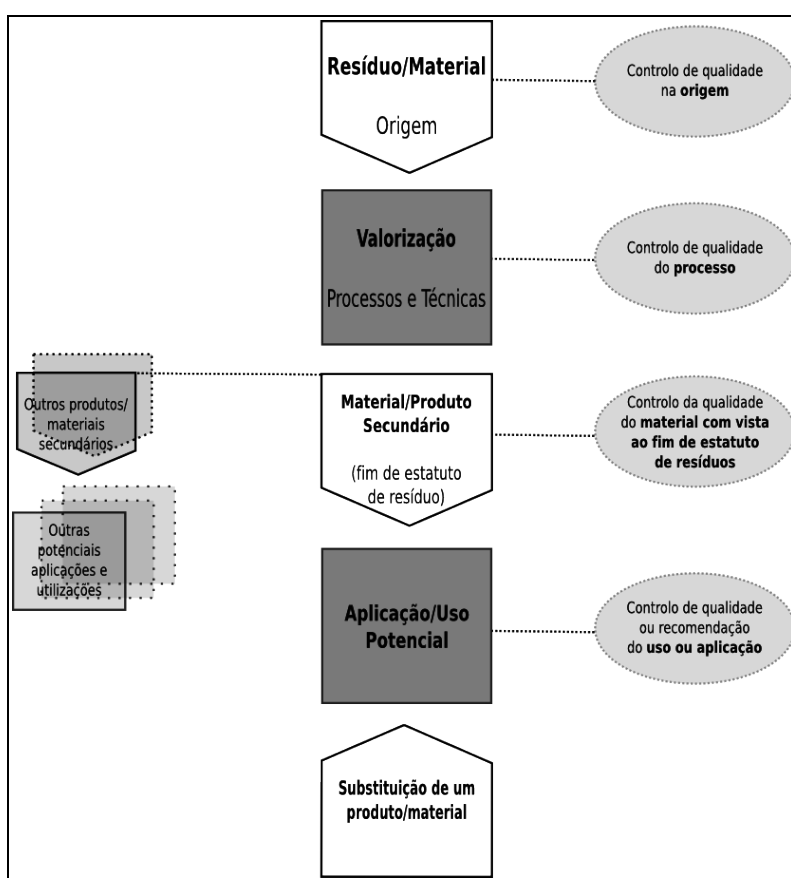 Resíduo/Material
Origem
Controlo de qualidade
na origem
Valorização
Processos e Técnicas
Controlo de qualidade
do processo
Outros produtos/
materiais
secundários
Material/Produto
Secundário
(fim de estatuto
de resíduo)
Controlo da qualidade
do material com vista
ao fim de estatuto
de resíduos
Outras
potenciais
aplicações e
utilizações
Aplicação/Uso
Potencial
Controlo de qualidade
ou recomendação
do uso ou aplicação
Substituição de um
produto/material